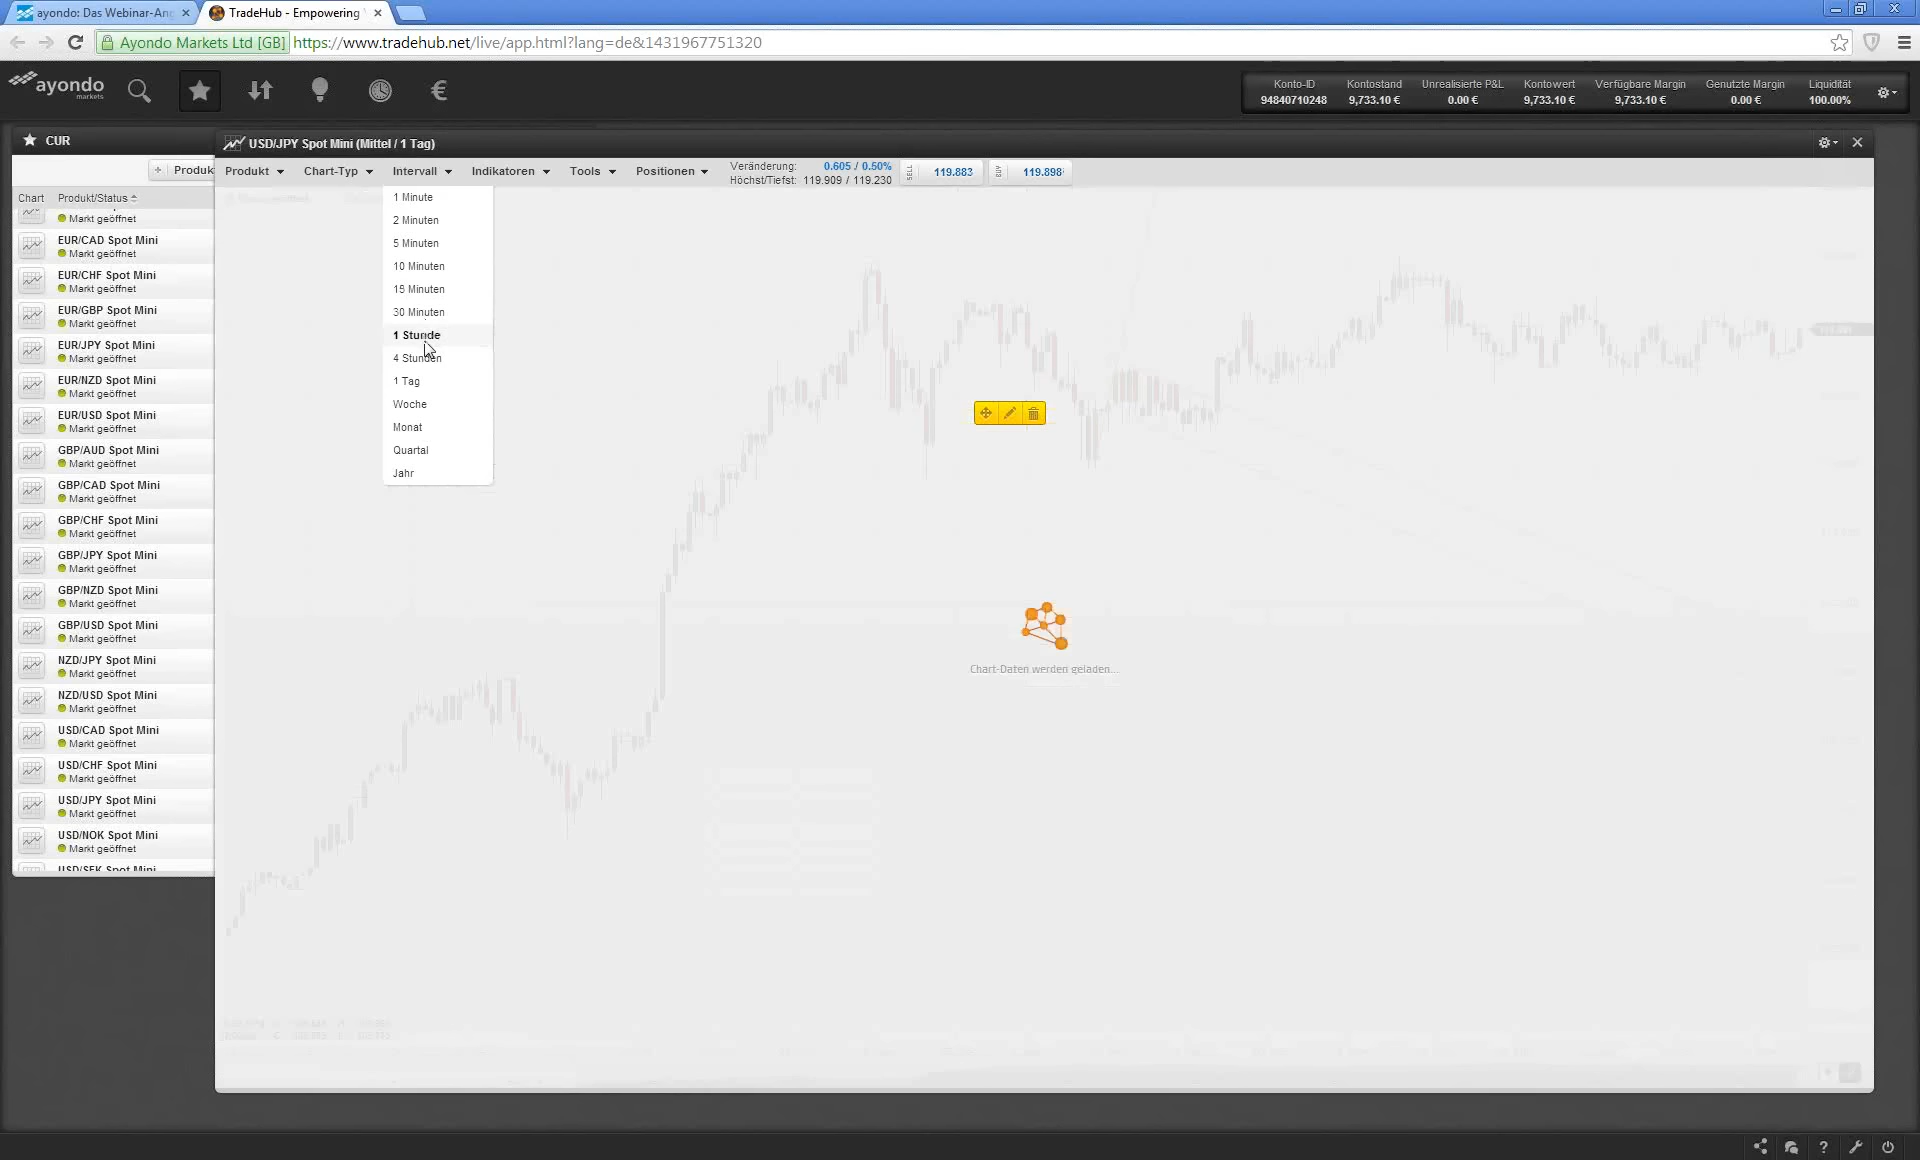 ayondo: Das Webinar-Ang
TradeHub - Empowering
Ayondo Markets Ltd [GB] https://www.tradehub.net/live/app.html?lang=de&1431967751320
ayondo
markets
€
Konto-ID Kontostand Unrealisierte P&L Kontowert Verfügbare Margin Genutzte Margin Liquidität
94840710248 9,733.10 € 0.00 € 9,733.10 € 9,733.10 € 0.00 € 100.00%
CUR
+ Produk
Chart Produkt/Status
Markt geöffnet
EUR/CAD Spot Mini
Markt geöffnet
EUR/CHF Spot Mini
Markt geöffnet
EUR/GBP Spot Mini
Markt geöffnet
EUR/JPY Spot Mini
Markt geöffnet
EUR/NZD Spot Mini
Markt geöffnet
EUR/USD Spot Mini
Markt geöffnet
GBP/AUD Spot Mini
Markt geöffnet
GBP/CAD Spot Mini
Markt geöffnet
GBP/CHF Spot Mini
Markt geöffnet
GBP/JPY Spot Mini
Markt geöffnet
GBP/NZD Spot Mini
Markt geöffnet
GBP/USD Spot Mini
Markt geöffnet
NZD/JPY Spot Mini
Markt geöffnet
NZD/USD Spot Mini
Markt geöffnet
USD/CAD Spot Mini
Markt geöffnet
USD/CHF Spot Mini
Markt geöffnet
USD/JPY Spot Mini
Markt geöffnet
USD/NOK Spot Mini
Markt geöffnet
USD/SEK Spot Mini
USD/JPY Spot Mini (Mittel / 1 Tag)
Produkt Chart-Typ Intervall Indikatoren Tools Positionen
Veränderung: 0.605 / 0.50%
Höchst/Tiefst: 119.909 / 119.230
SELL 119.883 BUY 119.898
1 Minute
2 Minuten
5 Minuten
10 Minuten
15 Minuten
30 Minuten
1 Stunde
4 Stunden
1 Tag
Woche
Monat
Quartal
Jahr
Chart-Daten werden geladen...
?